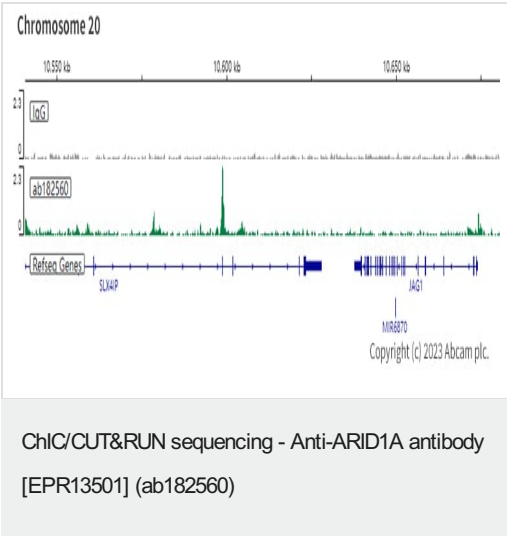 Chromosome 20
10.550 kb 10.600 kb 10.650 kb
2.3
IgG
0
2.3
ab182560
0
Refseq Genes
SLX4IP JAG1
MIR6870
Copyright (c) 2023 Abcam plc.
ChIC/CUT&RUN sequencing - Anti-ARID1A antibody
[EPR13501] (ab182560)